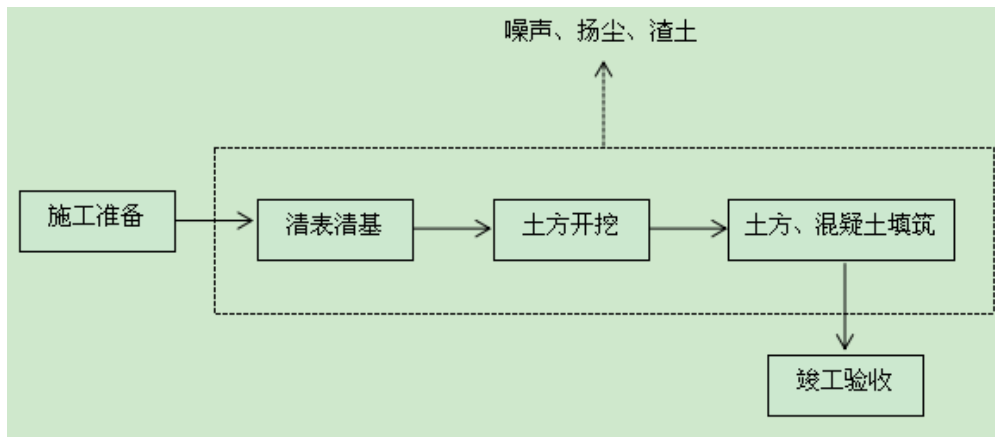 噪声、扬尘、渣土
施工准备
清表清基
土方开挖
土方、混凝土填筑
竣工验收